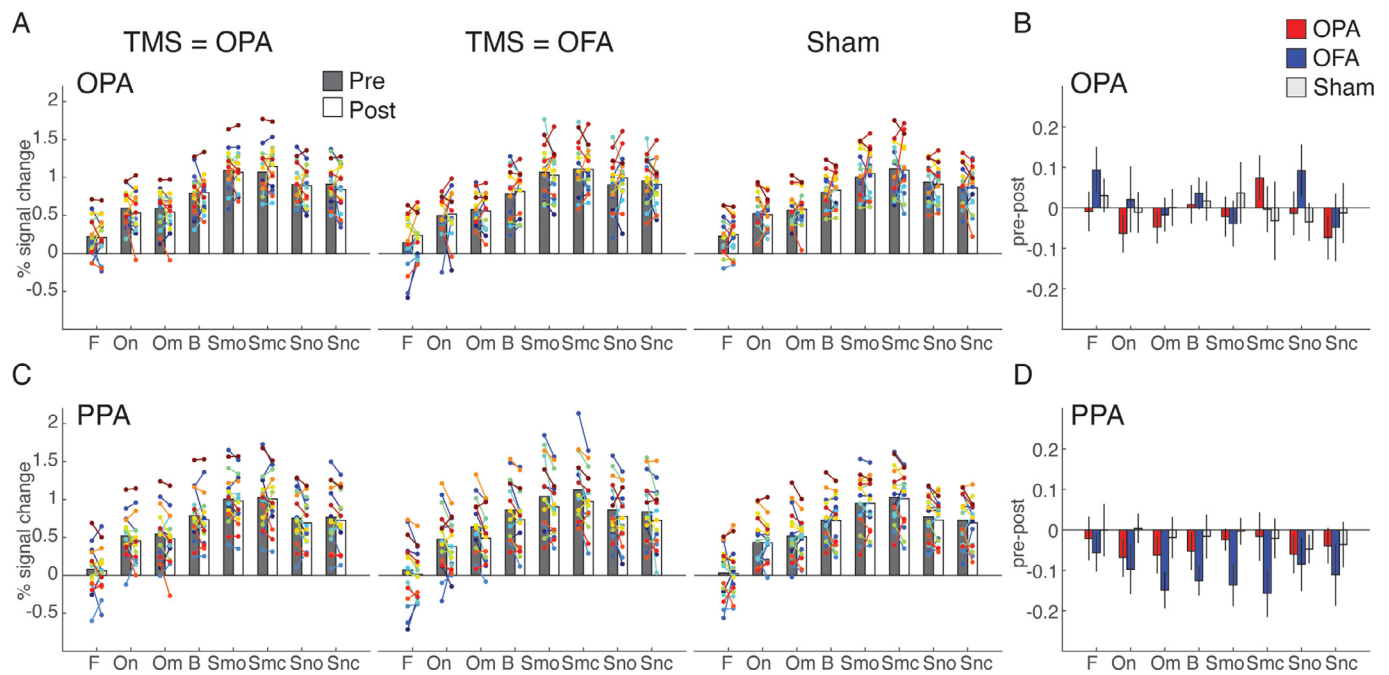 A
TMS = OPA
TMS = OFA
Sham
OPA
Pre
Post
% signal change
2
1.5
1
0.5
0
-0.5
F On Om B Smo Smc Sno Snc
F On Om B Smo Smc Sno Snc
F On Om B Smo Smc Sno Snc
B
OPA
OFA
Sham
OPA
pre-post
0.2
0.1
0
-0.1
-0.2
F On Om B Smo Smc Sno Snc
C
PPA
% signal change
2
1.5
1
0.5
0
-0.5
F On Om B Smo Smc Sno Snc
F On Om B Smo Smc Sno Snc
F On Om B Smo Smc Sno Snc
D
PPA
pre-post
0.2
0.1
0
-0.1
-0.2
F On Om B Smo Smc Sno Snc